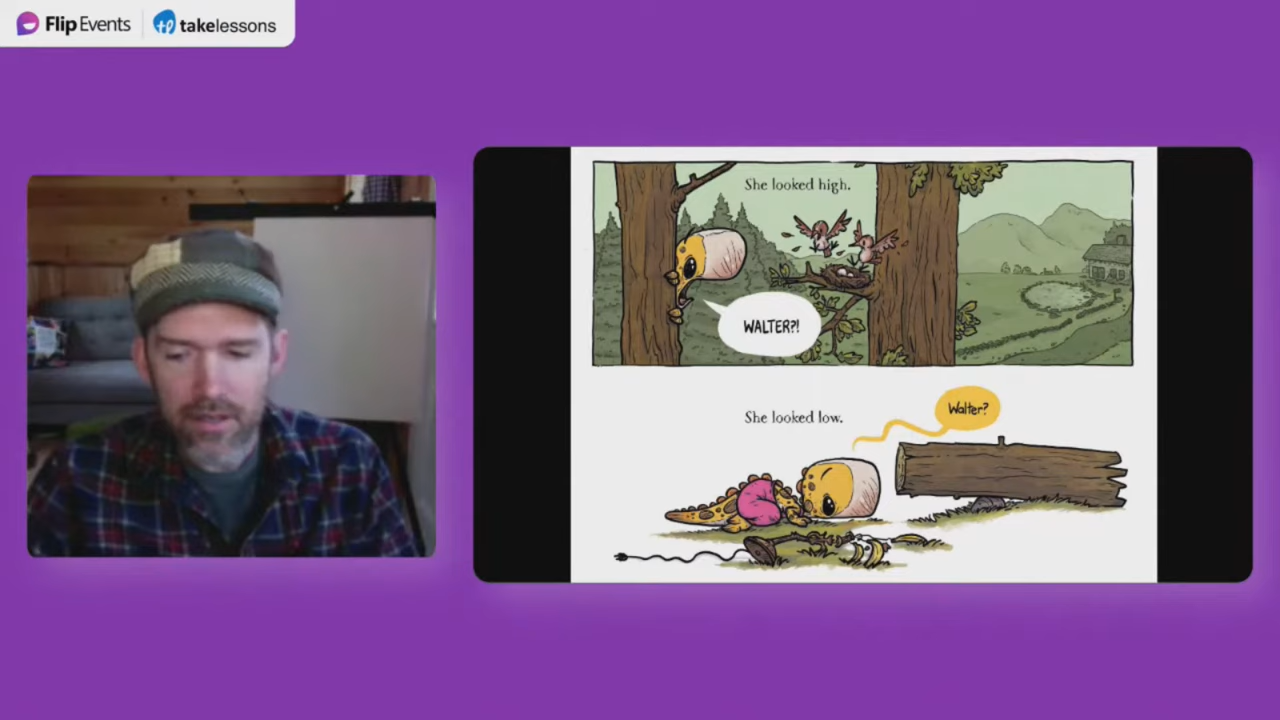 Flip Events takelessons
She looked high.
WALTER?!
She looked low.
Walter?